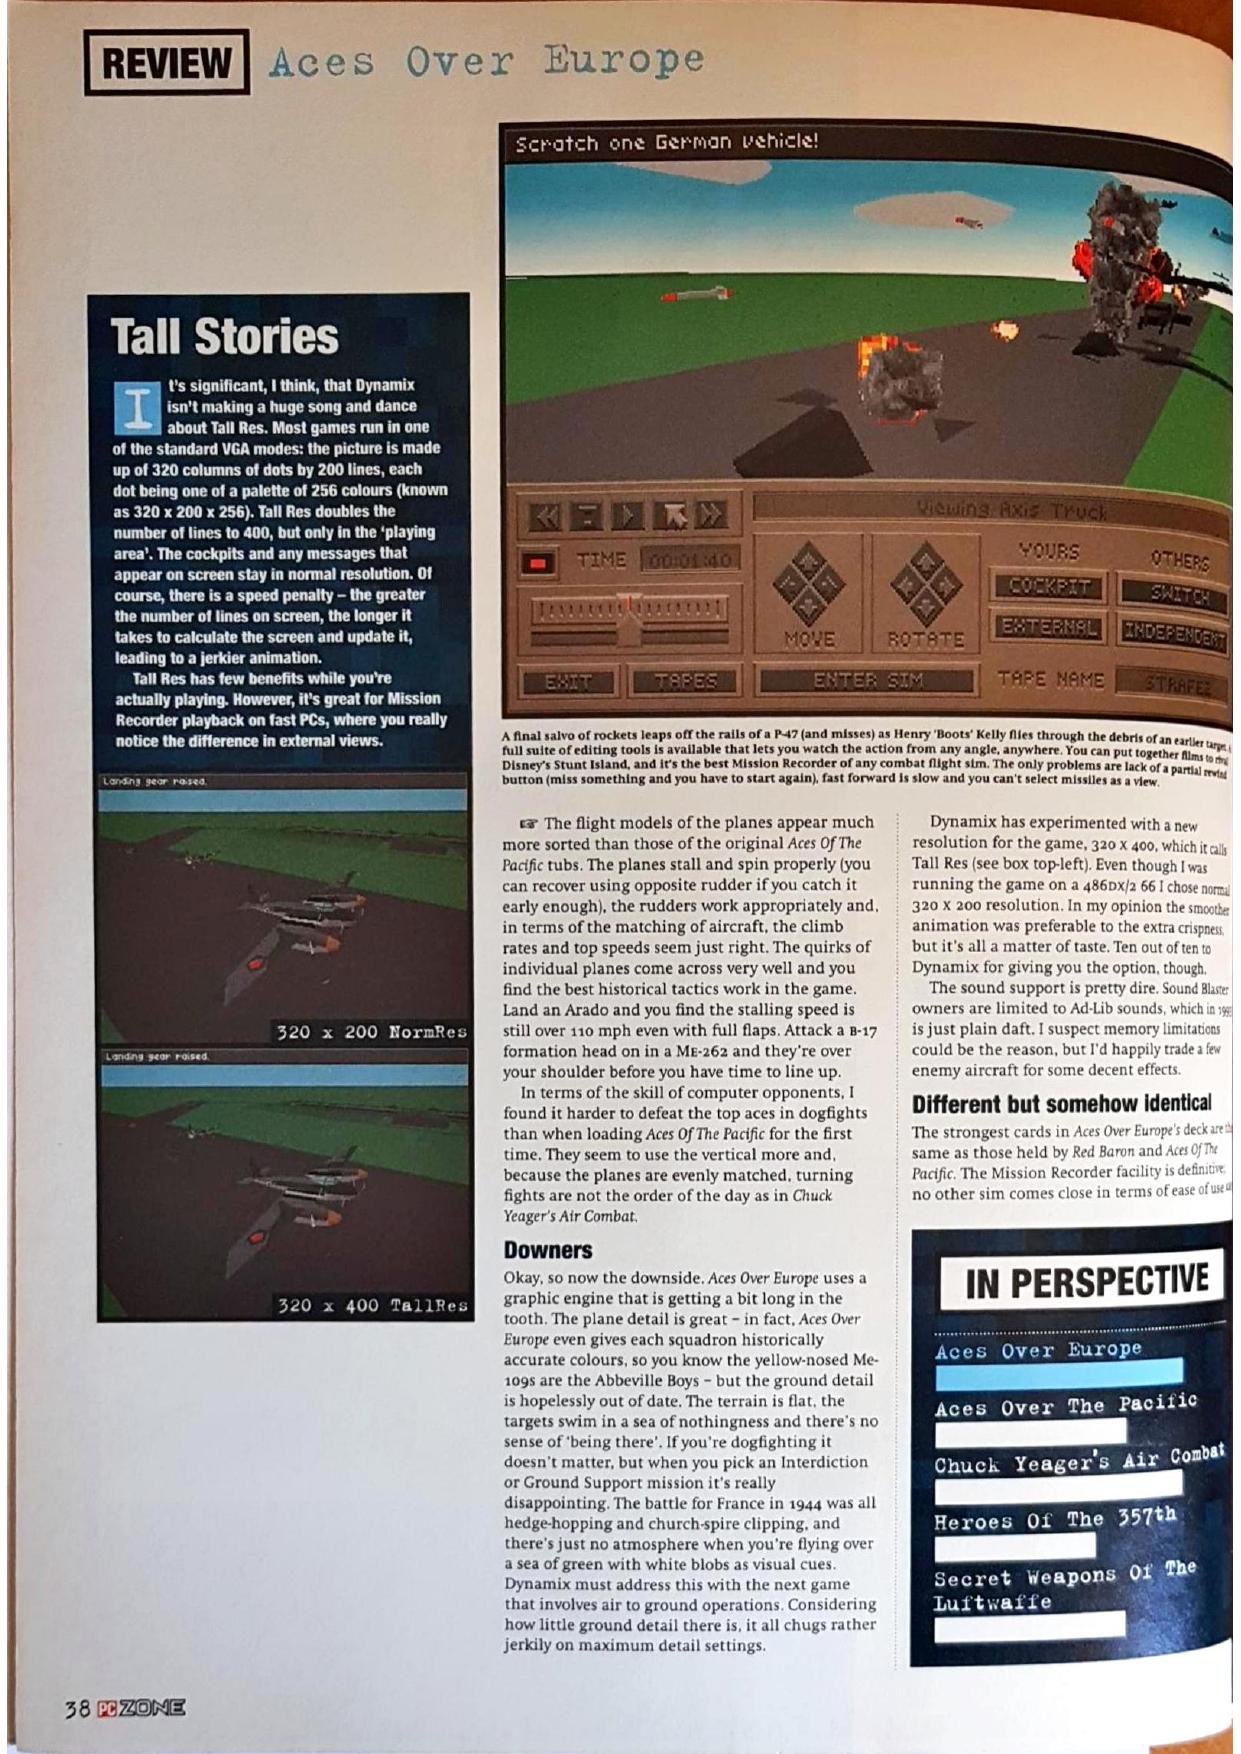 REVIEW Aces Over Europe
Scratch one German vehicle!
Viewing Axis Truck
TIME 00:01:40
MOVE
ROTATE
YOURS
COCKPIT
EXTERNAL
OTHERS
SWITCH
INDEPENDENT
EXIT
TAPES
ENTER SIM
TAPE NAME
A final salvo of rockets leaps off the rails of a P-47 (and misses) as Henry 'Boots' Kelly flies through the debris of an earlier target.
full suite of editing tools is available that lets you watch the action from any angle, anywhere. You can put together films to rival
Disney's Stunt Island, and it's the best Mission Recorder of any combat flight sim. The only problems are lack of a partial rewind
button (miss something and you have to start again), fast forward is slow and you can't select missiles as a view.
Tall Stories
It's significant, I think, that Dynamix
isn't making a huge song and dance
about Tall Res. Most games run in one
of the standard VGA modes: the picture is made
up of 320 columns of dots by 200 lines, each
dot being one of a palette of 256 colours (known
as 320 x 200 x 256). Tall Res doubles the
number of lines to 400, but only in the 'playing
area'. The cockpits and any messages that
appear on screen stay in normal resolution. Of
course, there is a speed penalty – the greater
the number of lines on screen, the longer it
takes to calculate the screen and update it,
leading to a jerkier animation.
Tall Res has few benefits while you're
actually playing. However, it's great for Mission
Recorder playback on fast PCs, where you really
notice the difference in external views.
Landing gear raised.
320 x 200 NormRes
Landing gear raised.
320 x 400 TallRes
☞ The flight models of the planes appear much
more sorted than those of the original Aces Of The
Pacific tubs. The planes stall and spin properly (you
can recover using opposite rudder if you catch it
early enough), the rudders work appropriately and,
in terms of the matching of aircraft, the climb
rates and top speeds seem just right. The quirks of
individual planes come across very well and you
find the best historical tactics work in the game.
Land an Arado and you find the stalling speed is
still over 110 mph even with full flaps. Attack a B-17
formation head on in a ME-262 and they're over
your shoulder before you have time to line up.
In terms of the skill of computer opponents, I
found it harder to defeat the top aces in dogfights
than when loading Aces Of The Pacific for the first
time. They seem to use the vertical more and,
because the planes are evenly matched, turning
fights are not the order of the day as in Chuck
Yeager's Air Combat.
Downers
Okay, so now the downside. Aces Over Europe uses a
graphic engine that is getting a bit long in the
tooth. The plane detail is great – in fact, Aces Over
Europe even gives each squadron historically
accurate colours, so you know the yellow-nosed Me-
109s are the Abbeville Boys – but the ground detail
is hopelessly out of date. The terrain is flat, the
targets swim in a sea of nothingness and there's no
sense of 'being there'. If you're dogfighting it
doesn't matter, but when you pick an Interdiction
or Ground Support mission it's really
disappointing. The battle for France in 1944 was all
hedge-hopping and church-spire clipping, and
there's just no atmosphere when you're flying over
a sea of green with white blobs as visual cues.
Dynamix must address this with the next game
that involves air to ground operations. Considering
how little ground detail there is, it all chugs rather
jerkily on maximum detail settings.
Dynamix has experimented with a new
resolution for the game, 320 x 400, which it calls
Tall Res (see box top-left). Even though I was
running the game on a 486DX/2 66 I chose normal
320 x 200 resolution. In my opinion the smoother
animation was preferable to the extra crispness,
but it's all a matter of taste. Ten out of ten to
Dynamix for giving you the option, though.
The sound support is pretty dire. Sound Blaster
owners are limited to Ad-Lib sounds, which in
is just plain daft. I suspect memory limitations
could be the reason, but I'd happily trade a few
enemy aircraft for some decent effects.
Different but somehow identical
The strongest cards in Aces Over Europe's deck are
same as those held by Red Baron and Aces Of The
Pacific. The Mission Recorder facility is definitive:
no other sim comes close in terms of ease of use
IN PERSPECTIVE
Aces Over Europe
Aces Over The Pacific
Chuck Yeager's Air Combat
Heroes Of The 357th
Secret Weapons Of The
Luftwaffe
38 PC ZONE